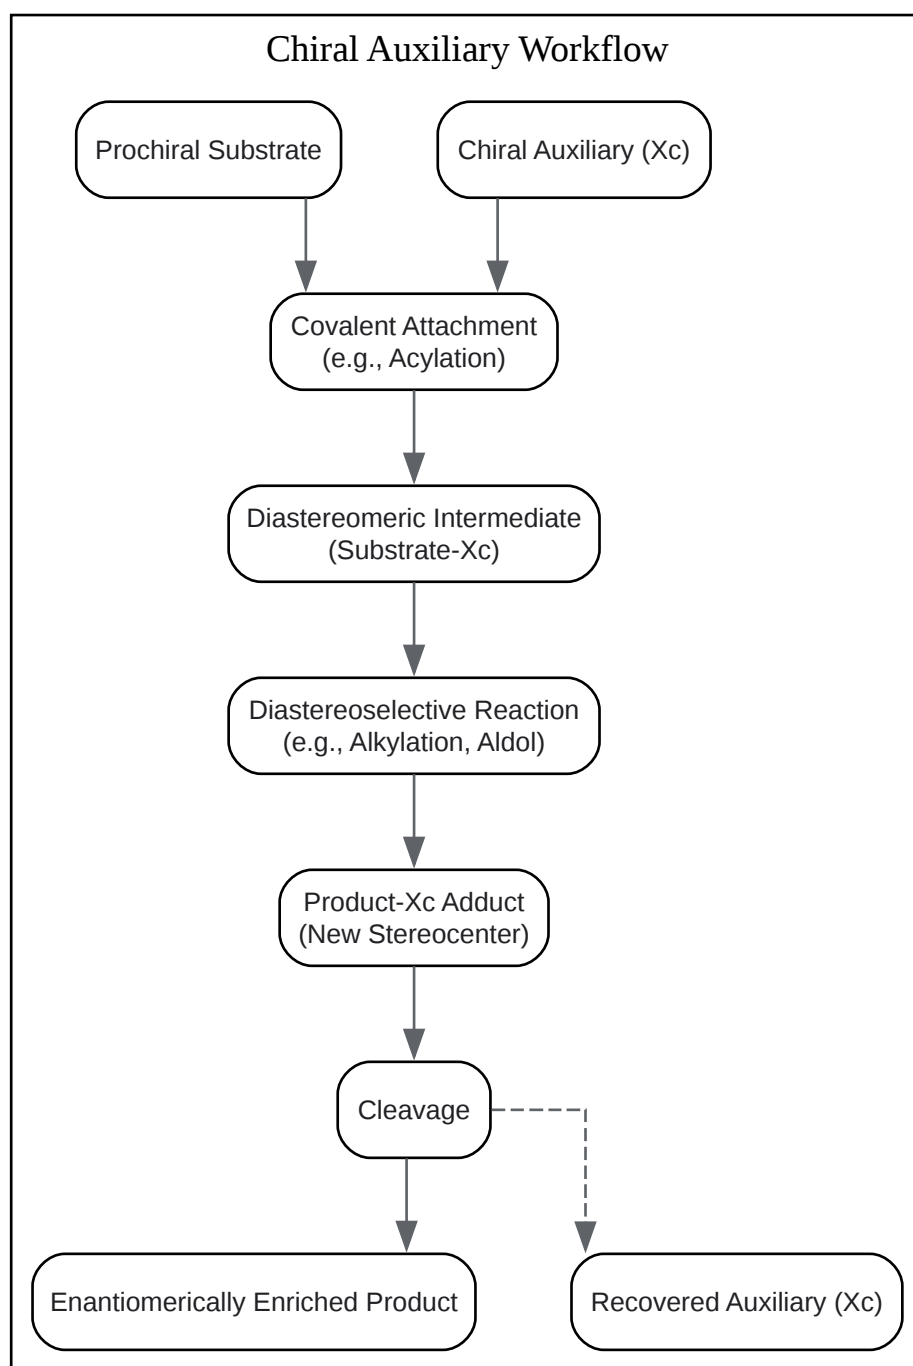 Chiral Auxiliary Workflow
Prochiral Substrate
Chiral Auxiliary (Xc)
Covalent Attachment
(e.g., Acylation)
Diastereomeric Intermediate
(Substrate-Xc)
Diastereoselective Reaction
(e.g., Alkylation, Aldol)
Product-Xc Adduct
(New Stereocenter)
Cleavage
Enantiomerically Enriched Product
Recovered Auxiliary (Xc)